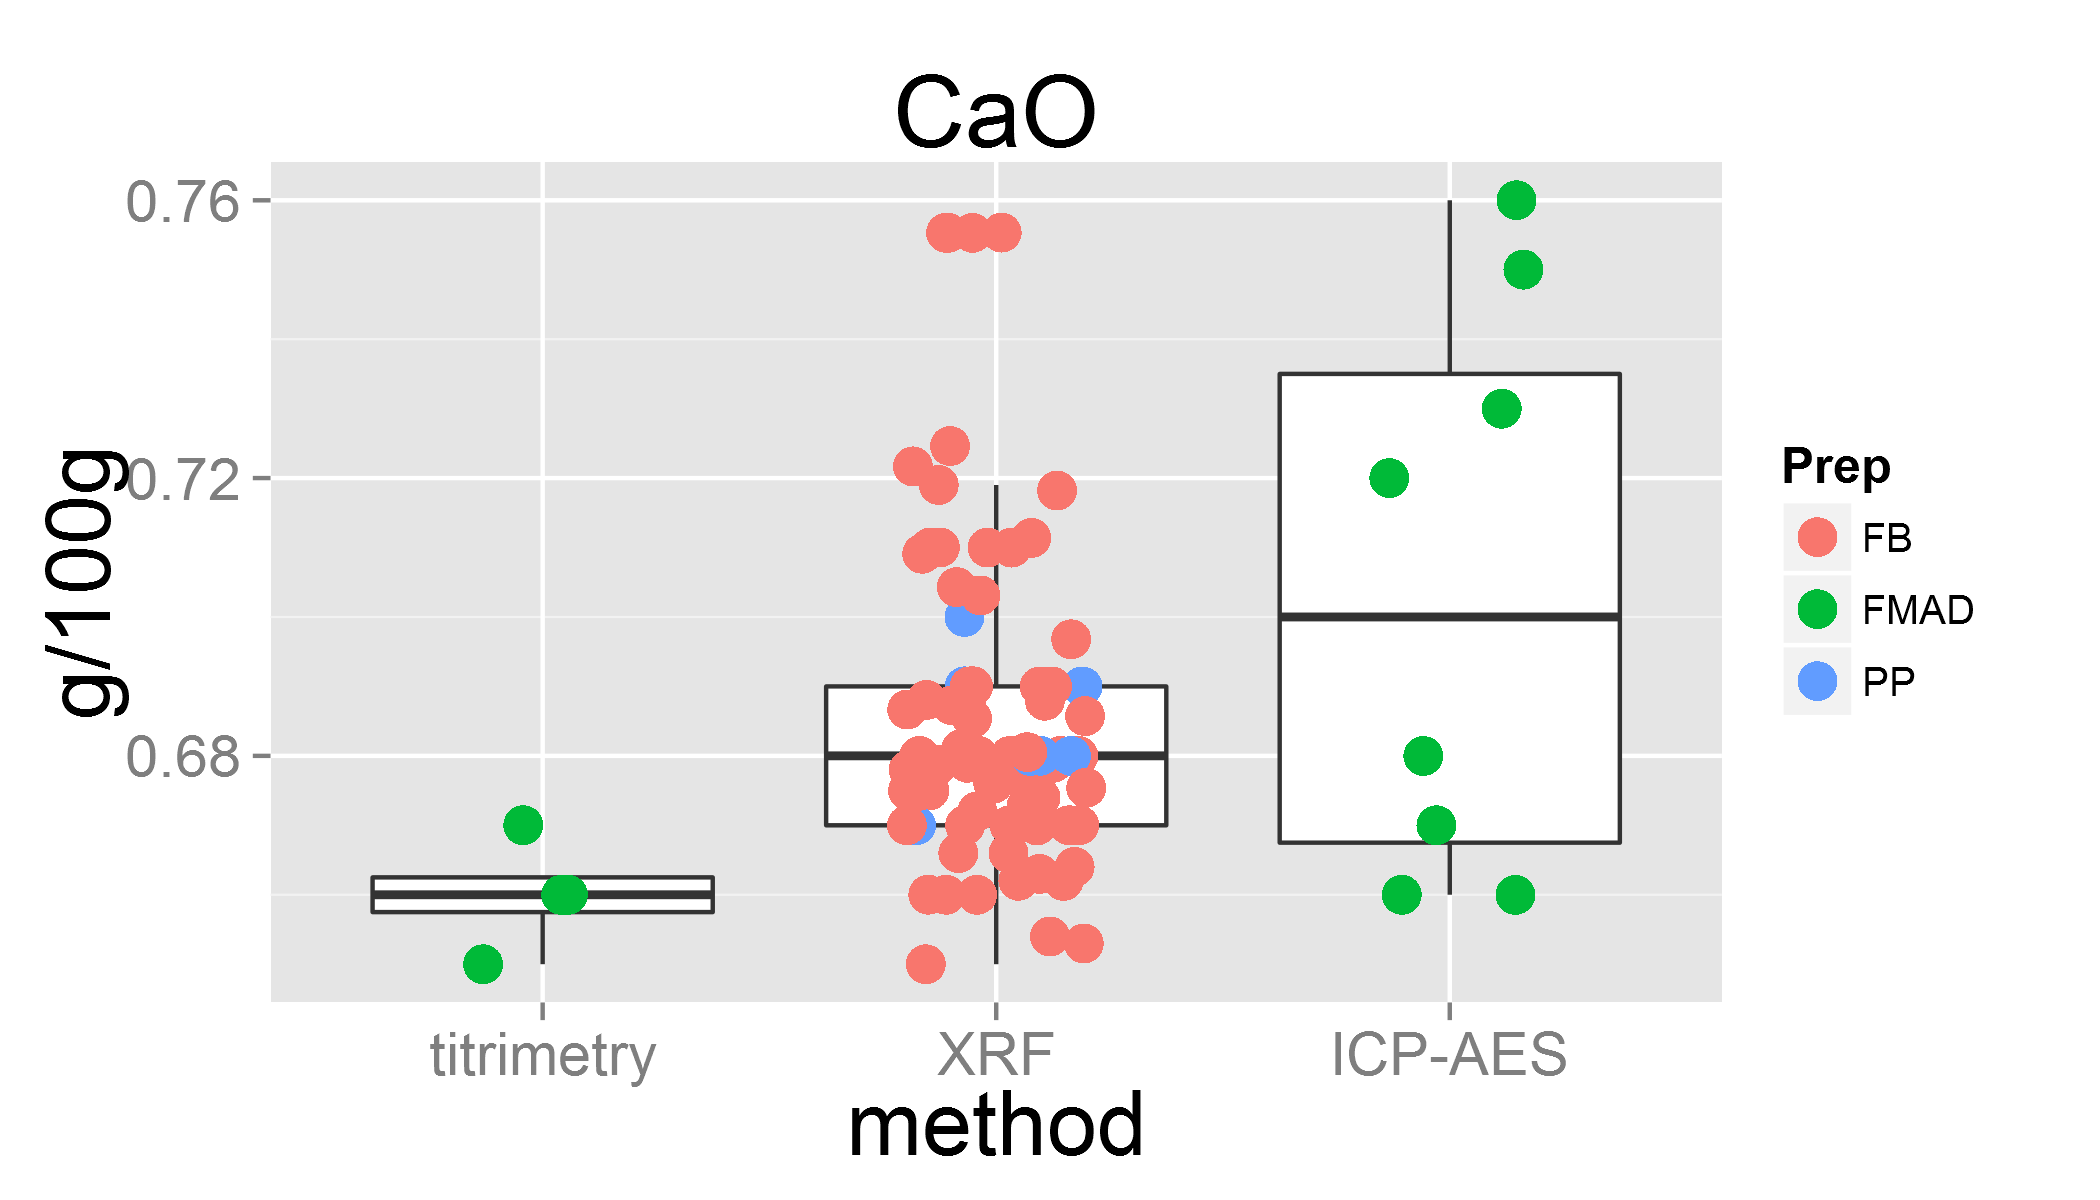 CaO
g/100g
0.76
0.72
0.68
titrimetry XRF ICP-AES
method
Prep
FB
FMAD
PP